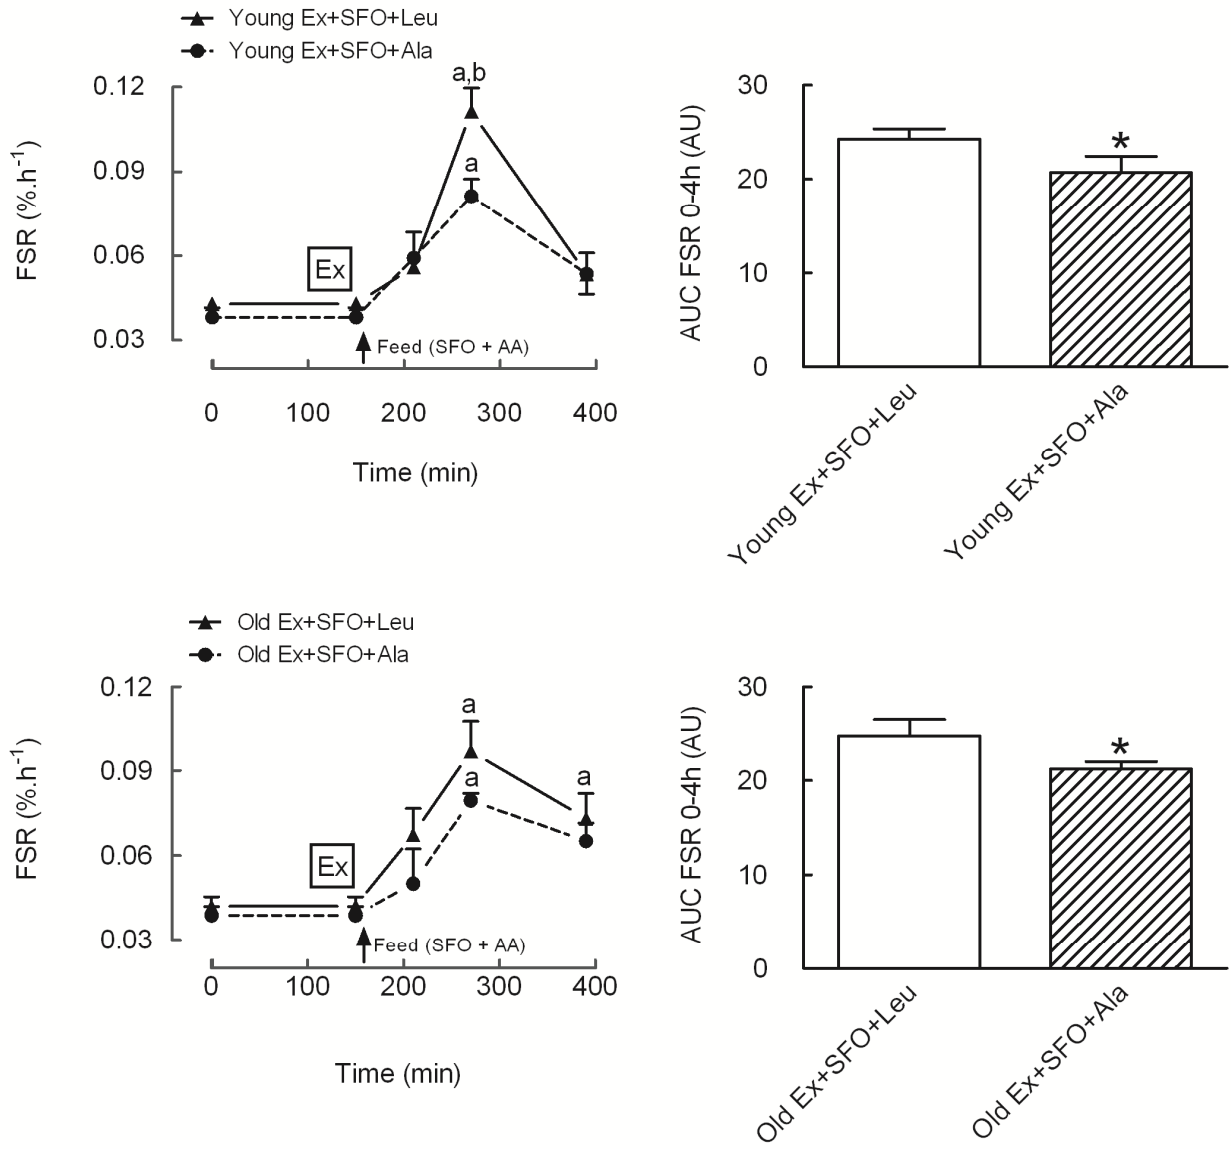 Young Ex+SFO+Leu
Young Ex+SFO+Ala
FSR (%.h⁻¹)
0.12
0.09
0.06
0.03
a,b
a
Ex
Feed (SFO + AA)
0 100 200 300 400
Time (min)
AUC FSR 0-4h (AU)
30
20
10
0
*
Young Ex+SFO+Leu
Young Ex+SFO+Ala
Old Ex+SFO+Leu
Old Ex+SFO+Ala
FSR (%.h⁻¹)
0.12
0.09
0.06
0.03
a
a
a
Ex
Feed (SFO + AA)
0 100 200 300 400
Time (min)
AUC FSR 0-4h (AU)
30
20
10
0
*
Old Ex+SFO+Leu
Old Ex+SFO+Ala